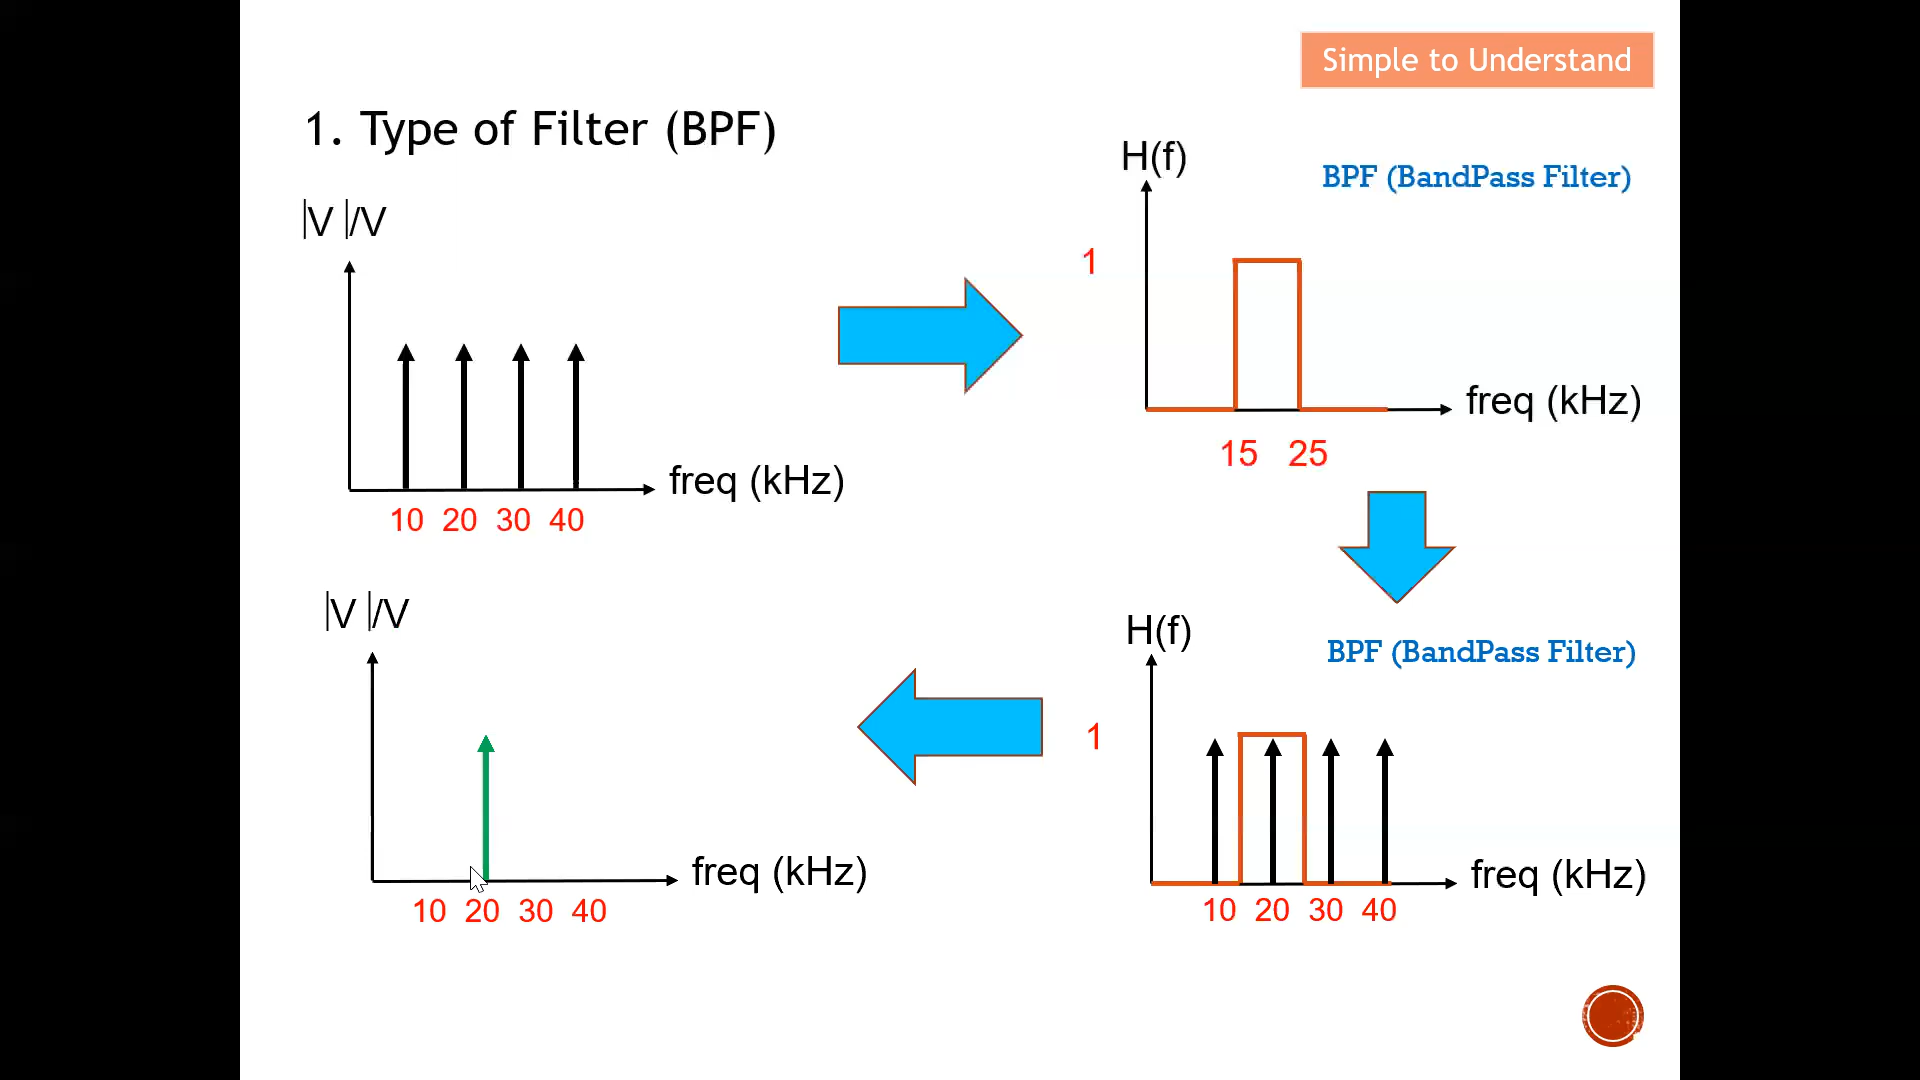 Simple to Understand
1. Type of Filter (BPF)
|V |/V
freq (kHz)
10 20 30 40
H(f)
BPF (BandPass Filter)
1
freq (kHz)
15 25
H(f)
BPF (BandPass Filter)
1
freq (kHz)
10 20 30 40
|V |/V
freq (kHz)
10 20 30 40